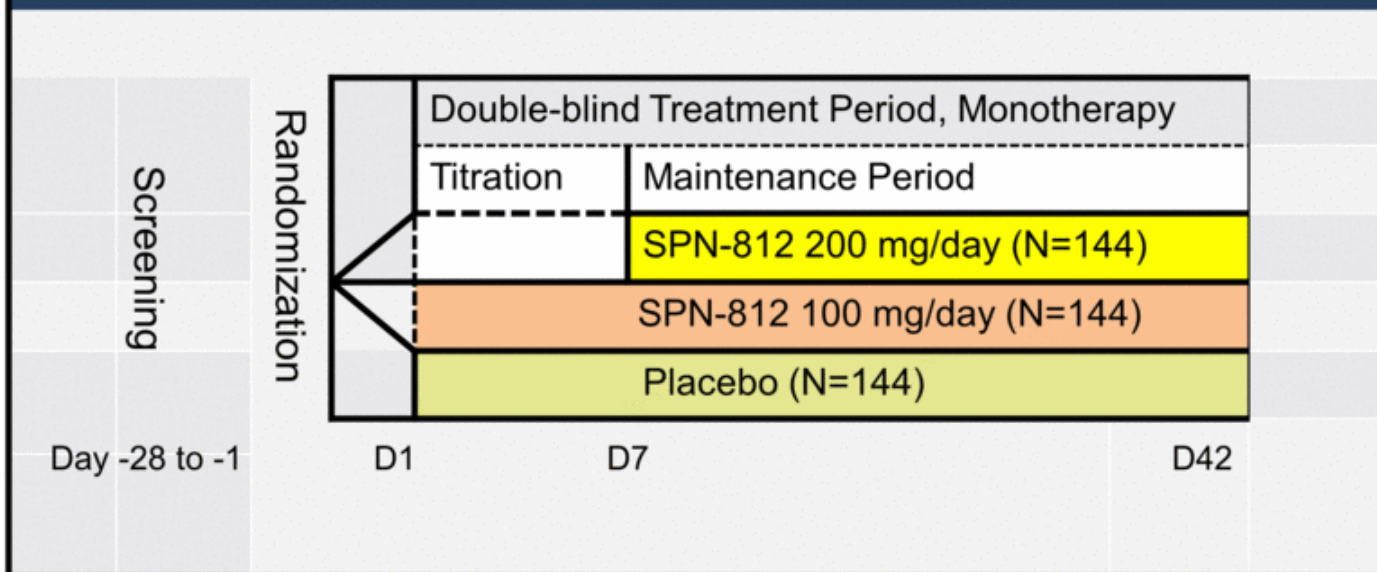 Screening
Randomization
Double-blind Treatment Period, Monotherapy
Titration
Maintenance Period
SPN-812 200 mg/day (N=144)
SPN-812 100 mg/day (N=144)
Placebo (N=144)
Day -28 to -1
D1
D7
D42